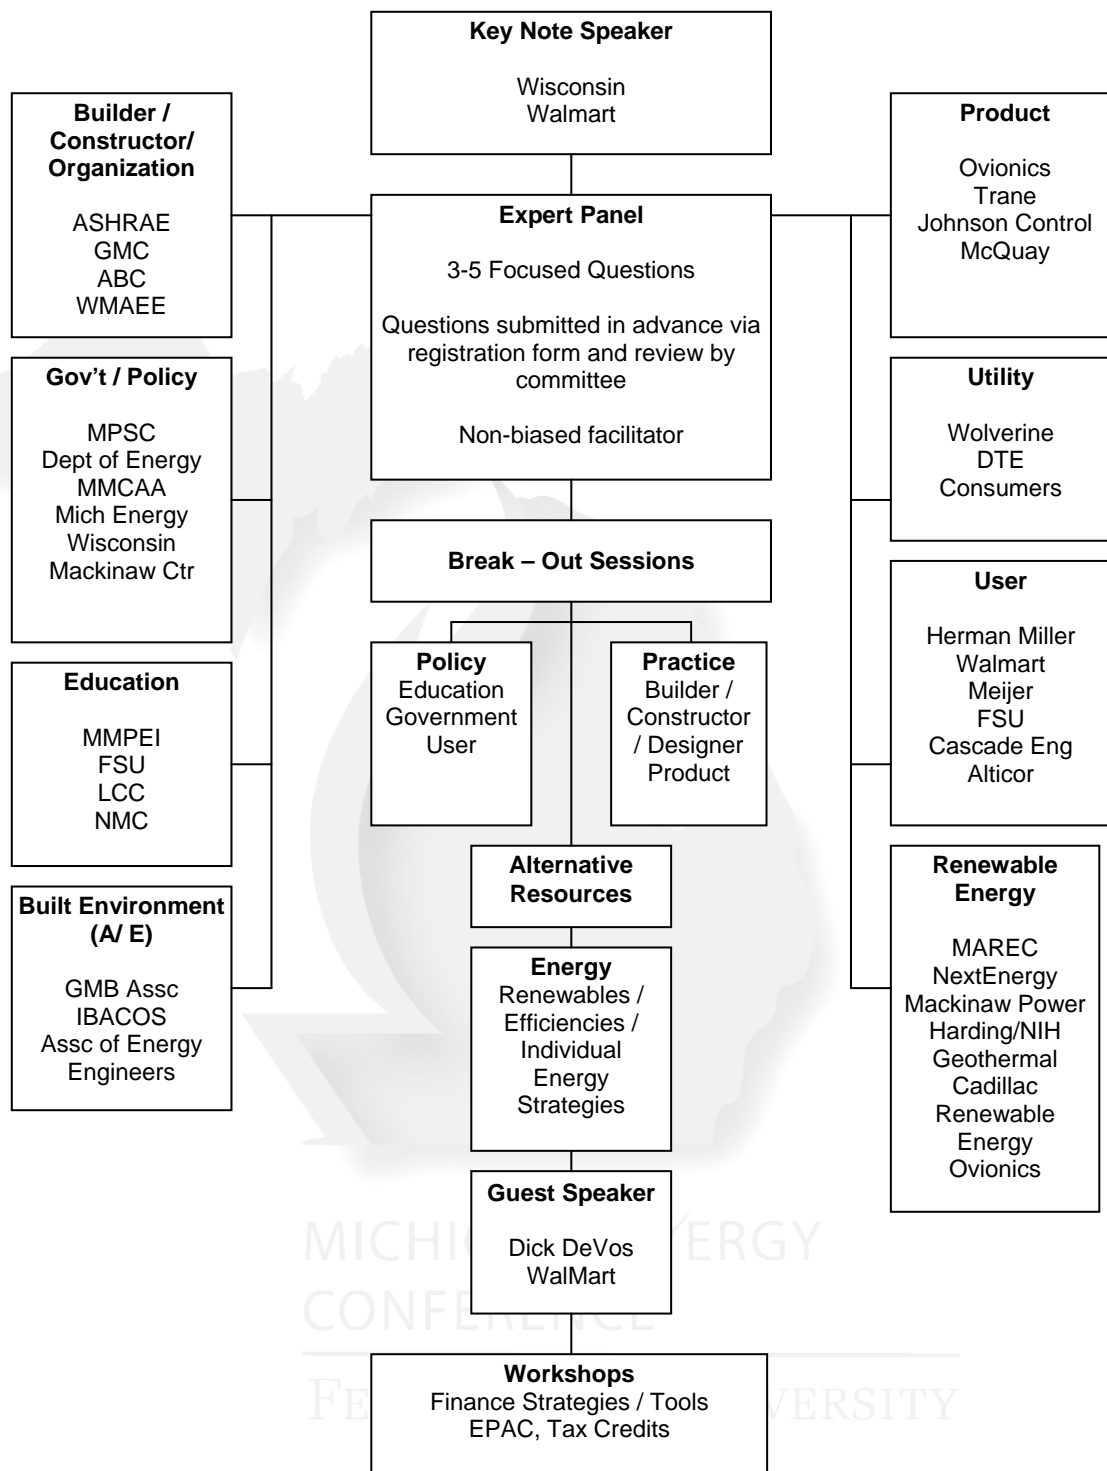 Key Note Speaker
Wisconsin
Walmart
Builder /
Constructor/
Organization
ASHRAE
GMC
ABC
WMAEE
Product
Ovionics
Trane
Johnson Control
McQuay
Expert Panel
3-5 Focused Questions
Questions submitted in advance via
registration form and review by
committee
Non-biased facilitator
Gov't / Policy
MPSC
Dept of Energy
MMCAA
Mich Energy
Wisconsin
Mackinaw Ctr
Utility
Wolverine
DTE
Consumers
Break – Out Sessions
User
Herman Miller
Walmart
Meijer
FSU
Cascade Eng
Alticor
Education
MMPEI
FSU
LCC
NMC
Policy
Education
Government
User
Practice
Builder /
Constructor
/ Designer
Product
Alternative
Resources
Renewable
Energy
MAREC
NextEnergy
Mackinaw Power
Harding/NIH
Geothermal
Cadillac
Renewable
Energy
Ovionics
Built Environment
(A/ E)
GMB Assc
IBACOS
Assc of Energy
Engineers
Energy
Renewables /
Efficiencies /
Individual
Energy
Strategies
Guest Speaker
Dick DeVos
WalMart
CONFERENCE
Workshops
Finance Strategies / Tools
EPAC, Tax Credits